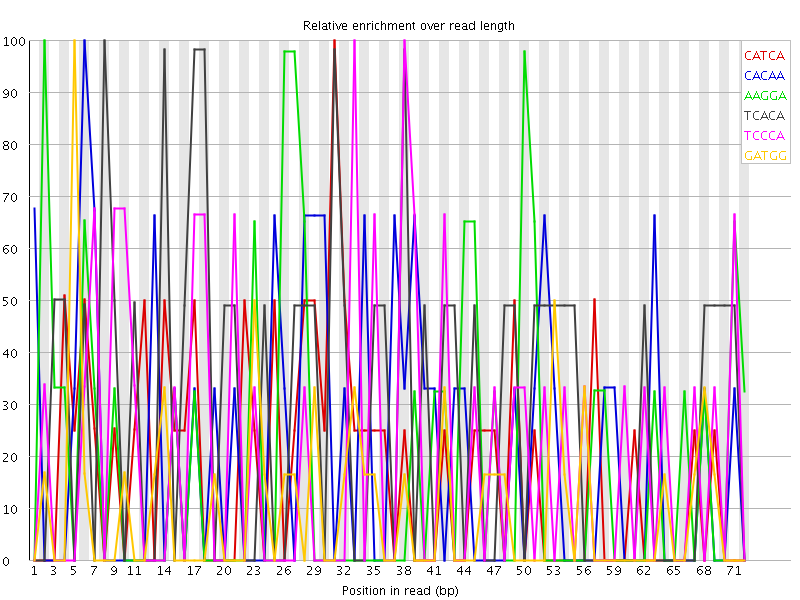 Relative enrichment over read length
100
90
80
70
60
50
40
30
20
10
0
CATCA
CACAA
AAGGA
TCACA
TCCCA
GATGG
1 3 5 7 9 11 14 17 20 23 26 29 32 35 38 41 44 47 50 53 56 59 62 65 68 71
Position in read (bp)